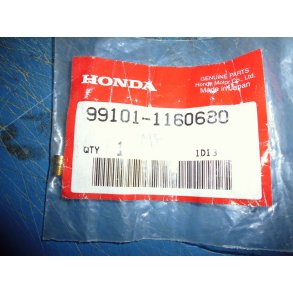 HONDA
GENUINE PARTS
Honda Motor Co., Ltd.
Made in Japan
99101-1160680
QTY 1 1D13